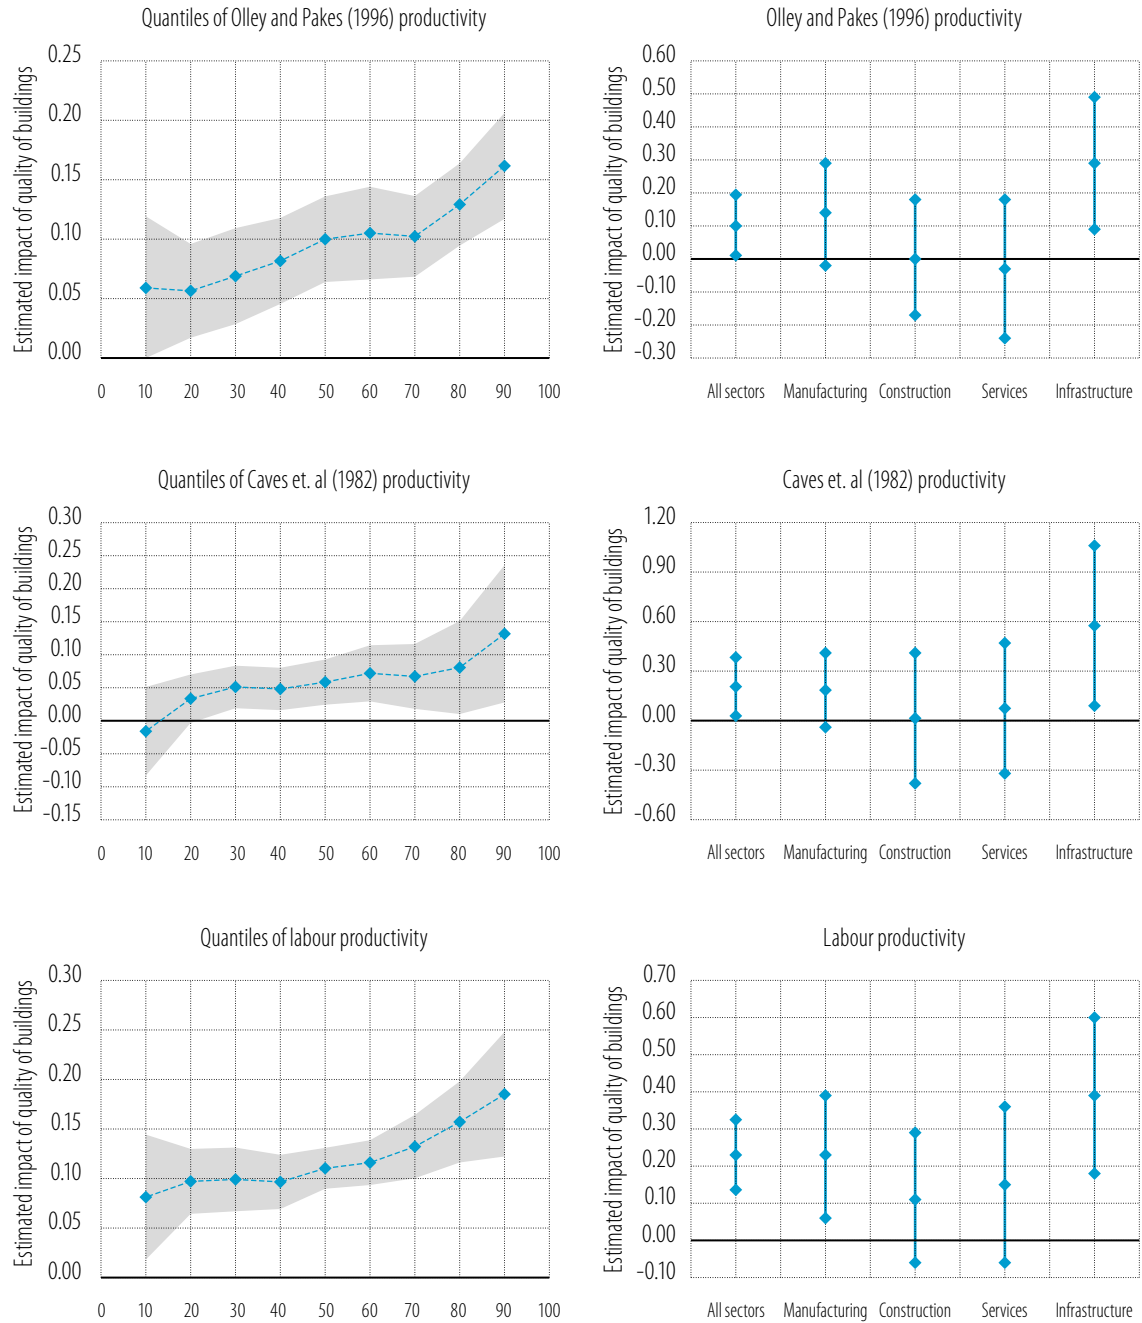 Quantiles of Olley and Pakes (1996) productivity
Estimated impact of quality of buildings
0.25
0.20
0.15
0.10
0.05
0.00
0 10 20 30 40 50 60 70 80 90 100
Olley and Pakes (1996) productivity
Estimated impact of quality of buildings
0.60
0.50
0.40
0.30
0.20
0.10
0.00
–0.10
–0.20
–0.30
All sectors Manufacturing Construction Services Infrastructure
Quantiles of Caves et. al (1982) productivity
Estimated impact of quality of buildings
0.30
0.25
0.20
0.15
0.10
0.05
0.00
–0.05
–0.10
–0.15
0 10 20 30 40 50 60 70 80 90 100
Caves et. al (1982) productivity
Estimated impact of quality of buildings
1.20
0.90
0.60
0.30
0.00
–0.30
–0.60
All sectors Manufacturing Construction Services Infrastructure
Quantiles of labour productivity
Estimated impact of quality of buildings
0.30
0.25
0.20
0.15
0.10
0.05
0.00
0 10 20 30 40 50 60 70 80 90 100
Labour productivity
Estimated impact of quality of buildings
0.70
0.60
0.50
0.40
0.30
0.20
0.10
0.00
–0.10
All sectors Manufacturing Construction Services Infrastructure